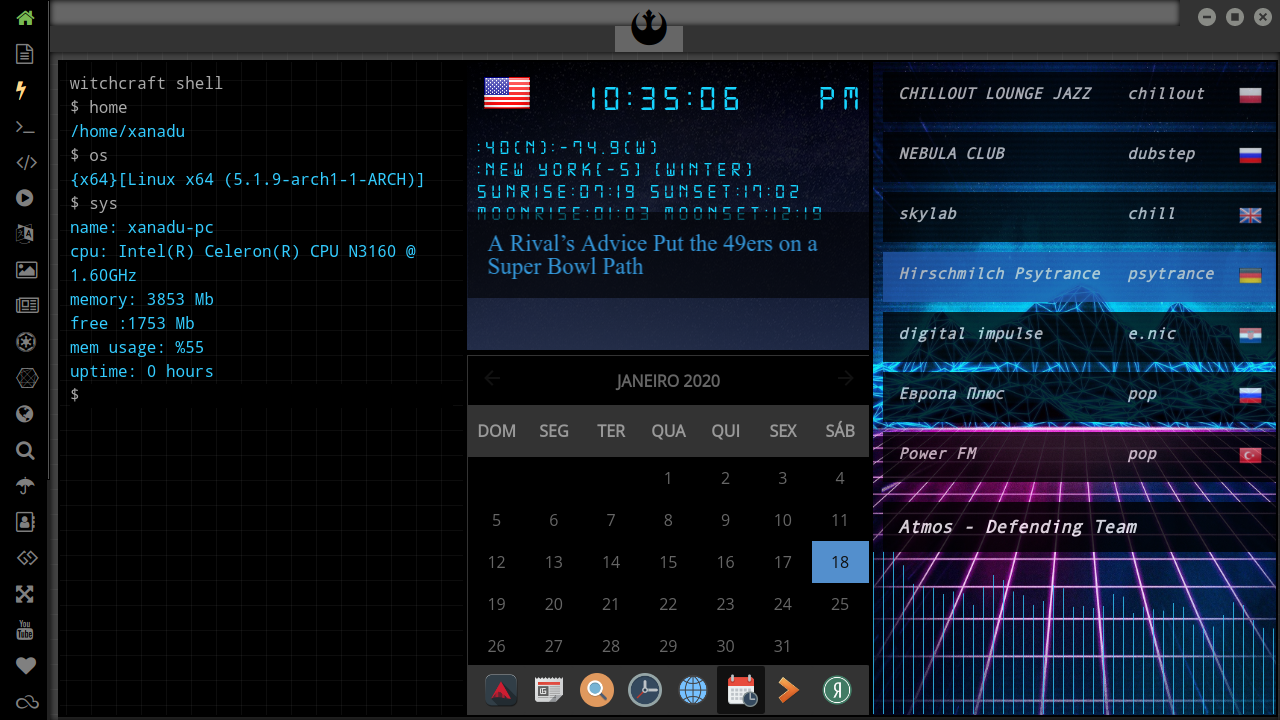 witchcraft shell
$ home
/home/xanadu
$ os
{x64}[Linux x64 (5.1.9-arch1-1-ARCH)]
$ sys
name: xanadu-pc
cpu: Intel(R) Celeron(R) CPU N3160 @
1.60GHz
memory: 3853 Mb
free :1753 Mb
mem usage: %55
uptime: 0 hours
$
10:35:06 PM
:40(N):-74.9(W)
:NEW YORK[-5] [WINTER]
SUNRISE:07:19 SUNSET:17:02
MOONRISE:01:03 MOONSET:12:19
A Rival’s Advice Put the 49ers on a
Super Bowl Path
JANEIRO 2020
DOM SEG TER QUA QUI SEX SÁB
1 2 3 4
5 6 7 8 9 10 11
12 13 14 15 16 17 18
19 20 21 22 23 24 25
26 27 28 29 30 31
Я
CHILLOUT LOUNGE JAZZ chillout
NEBULA CLUB dubstep
skylab chill
Hirschmilch Psytrance psytrance
digital impulse e.nic
Европа Плюс pop
Power FM pop
Atmos - Defending Team
You
Tube